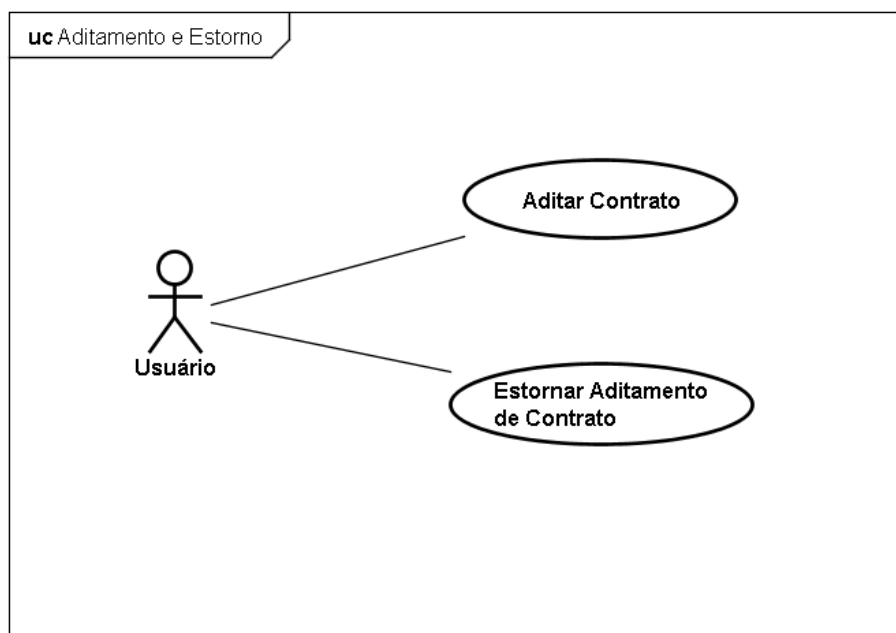 uc Aditamento e Estorno
Aditar Contrato
Usuário
Estornar Aditamento
de Contrato